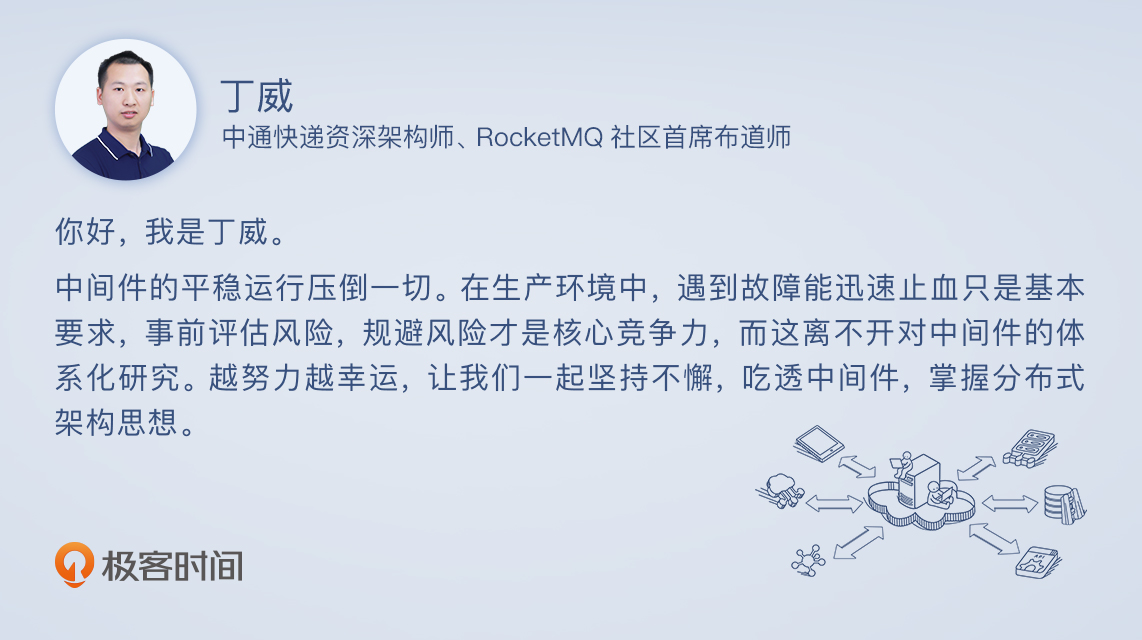 丁威
中通快递资深架构师、RocketMQ 社区首席布道师
你好，我是丁威。
中间件的平稳运行压倒一切。在生产环境中，遇到故障能迅速止血只是基本
要求，事前评估风险，规避风险才是核心竞争力，而这离不开对中间件的体
系化研究。越努力越幸运，让我们一起坚持不懈，吃透中间件，掌握分布式
架构思想。
API
极客时间